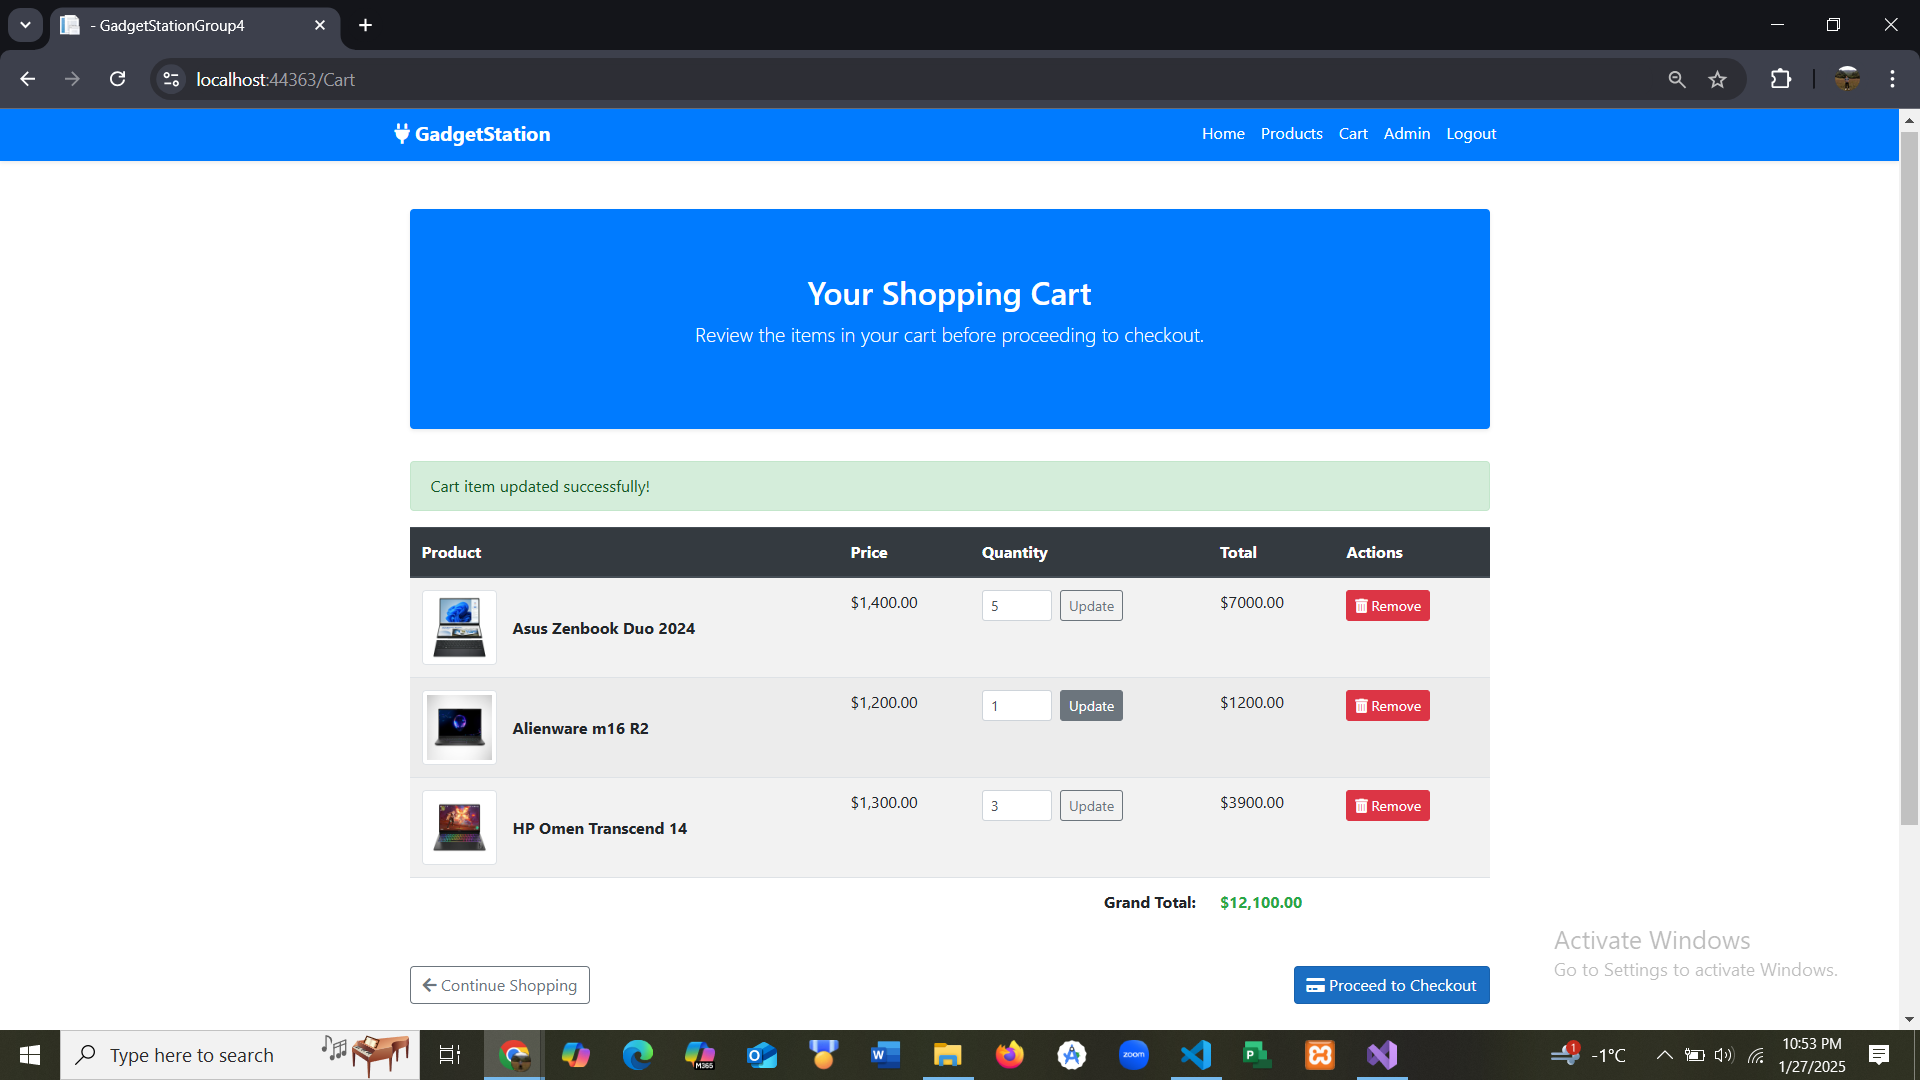 - GadgetStationGroup4
localhost:44363/Cart
GadgetStation
Home Products Cart Admin Logout
Your Shopping Cart
Review the items in your cart before proceeding to checkout.
Cart item updated successfully!
Product Price Quantity Total Actions
Asus Zenbook Duo 2024 $1,400.00 5 Update $7000.00 Remove
Alienware m16 R2 $1,200.00 1 Update $1200.00 Remove
HP Omen Transcend 14 $1,300.00 3 Update $3900.00 Remove
Grand Total: $12,100.00
Activate Windows
Go to Settings to activate Windows.
Continue Shopping Proceed to Checkout
Type here to search
M365
zoom
1
-1°C
10:53 PM
1/27/2025